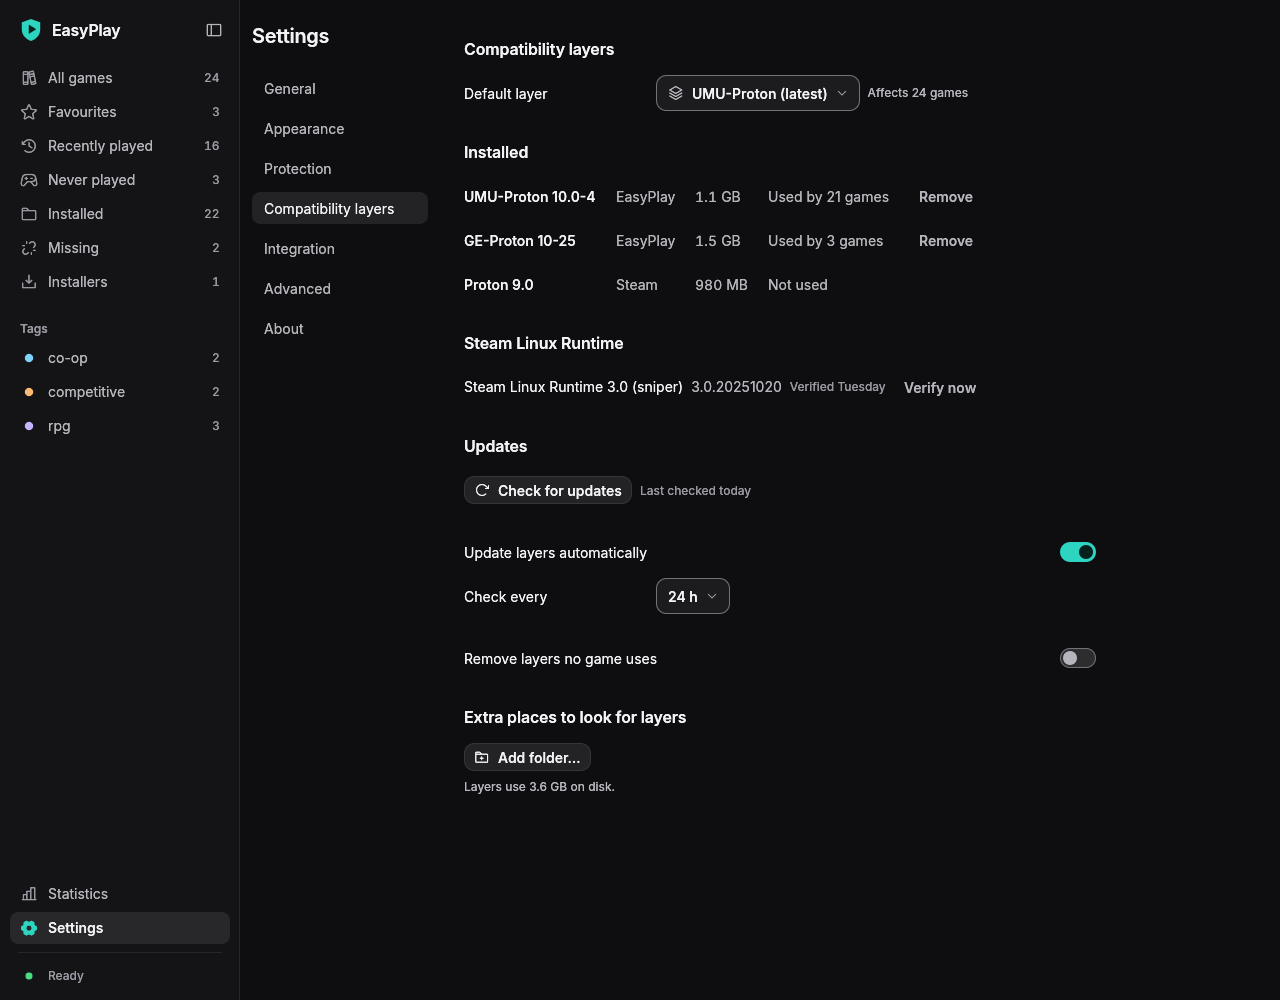 EasyPlay
All games 24
Favourites 3
Recently played 16
Never played 3
Installed 22
Missing 2
Installers 1
Tags
co-op 2
competitive 2
rpg 3
Statistics
Settings
Ready
Settings
General
Appearance
Protection
Compatibility layers
Integration
Advanced
About
Compatibility layers
Default layer UMU-Proton (latest) Affects 24 games
Installed
UMU-Proton 10.0-4 EasyPlay 1.1 GB Used by 21 games Remove
GE-Proton 10-25 EasyPlay 1.5 GB Used by 3 games Remove
Proton 9.0 Steam 980 MB Not used
Steam Linux Runtime
Steam Linux Runtime 3.0 (sniper) 3.0.20251020 Verified Tuesday Verify now
Updates
Check for updates Last checked today
Update layers automatically
Check every 24 h
Remove layers no game uses
Extra places to look for layers
Add folder...
Layers use 3.6 GB on disk.